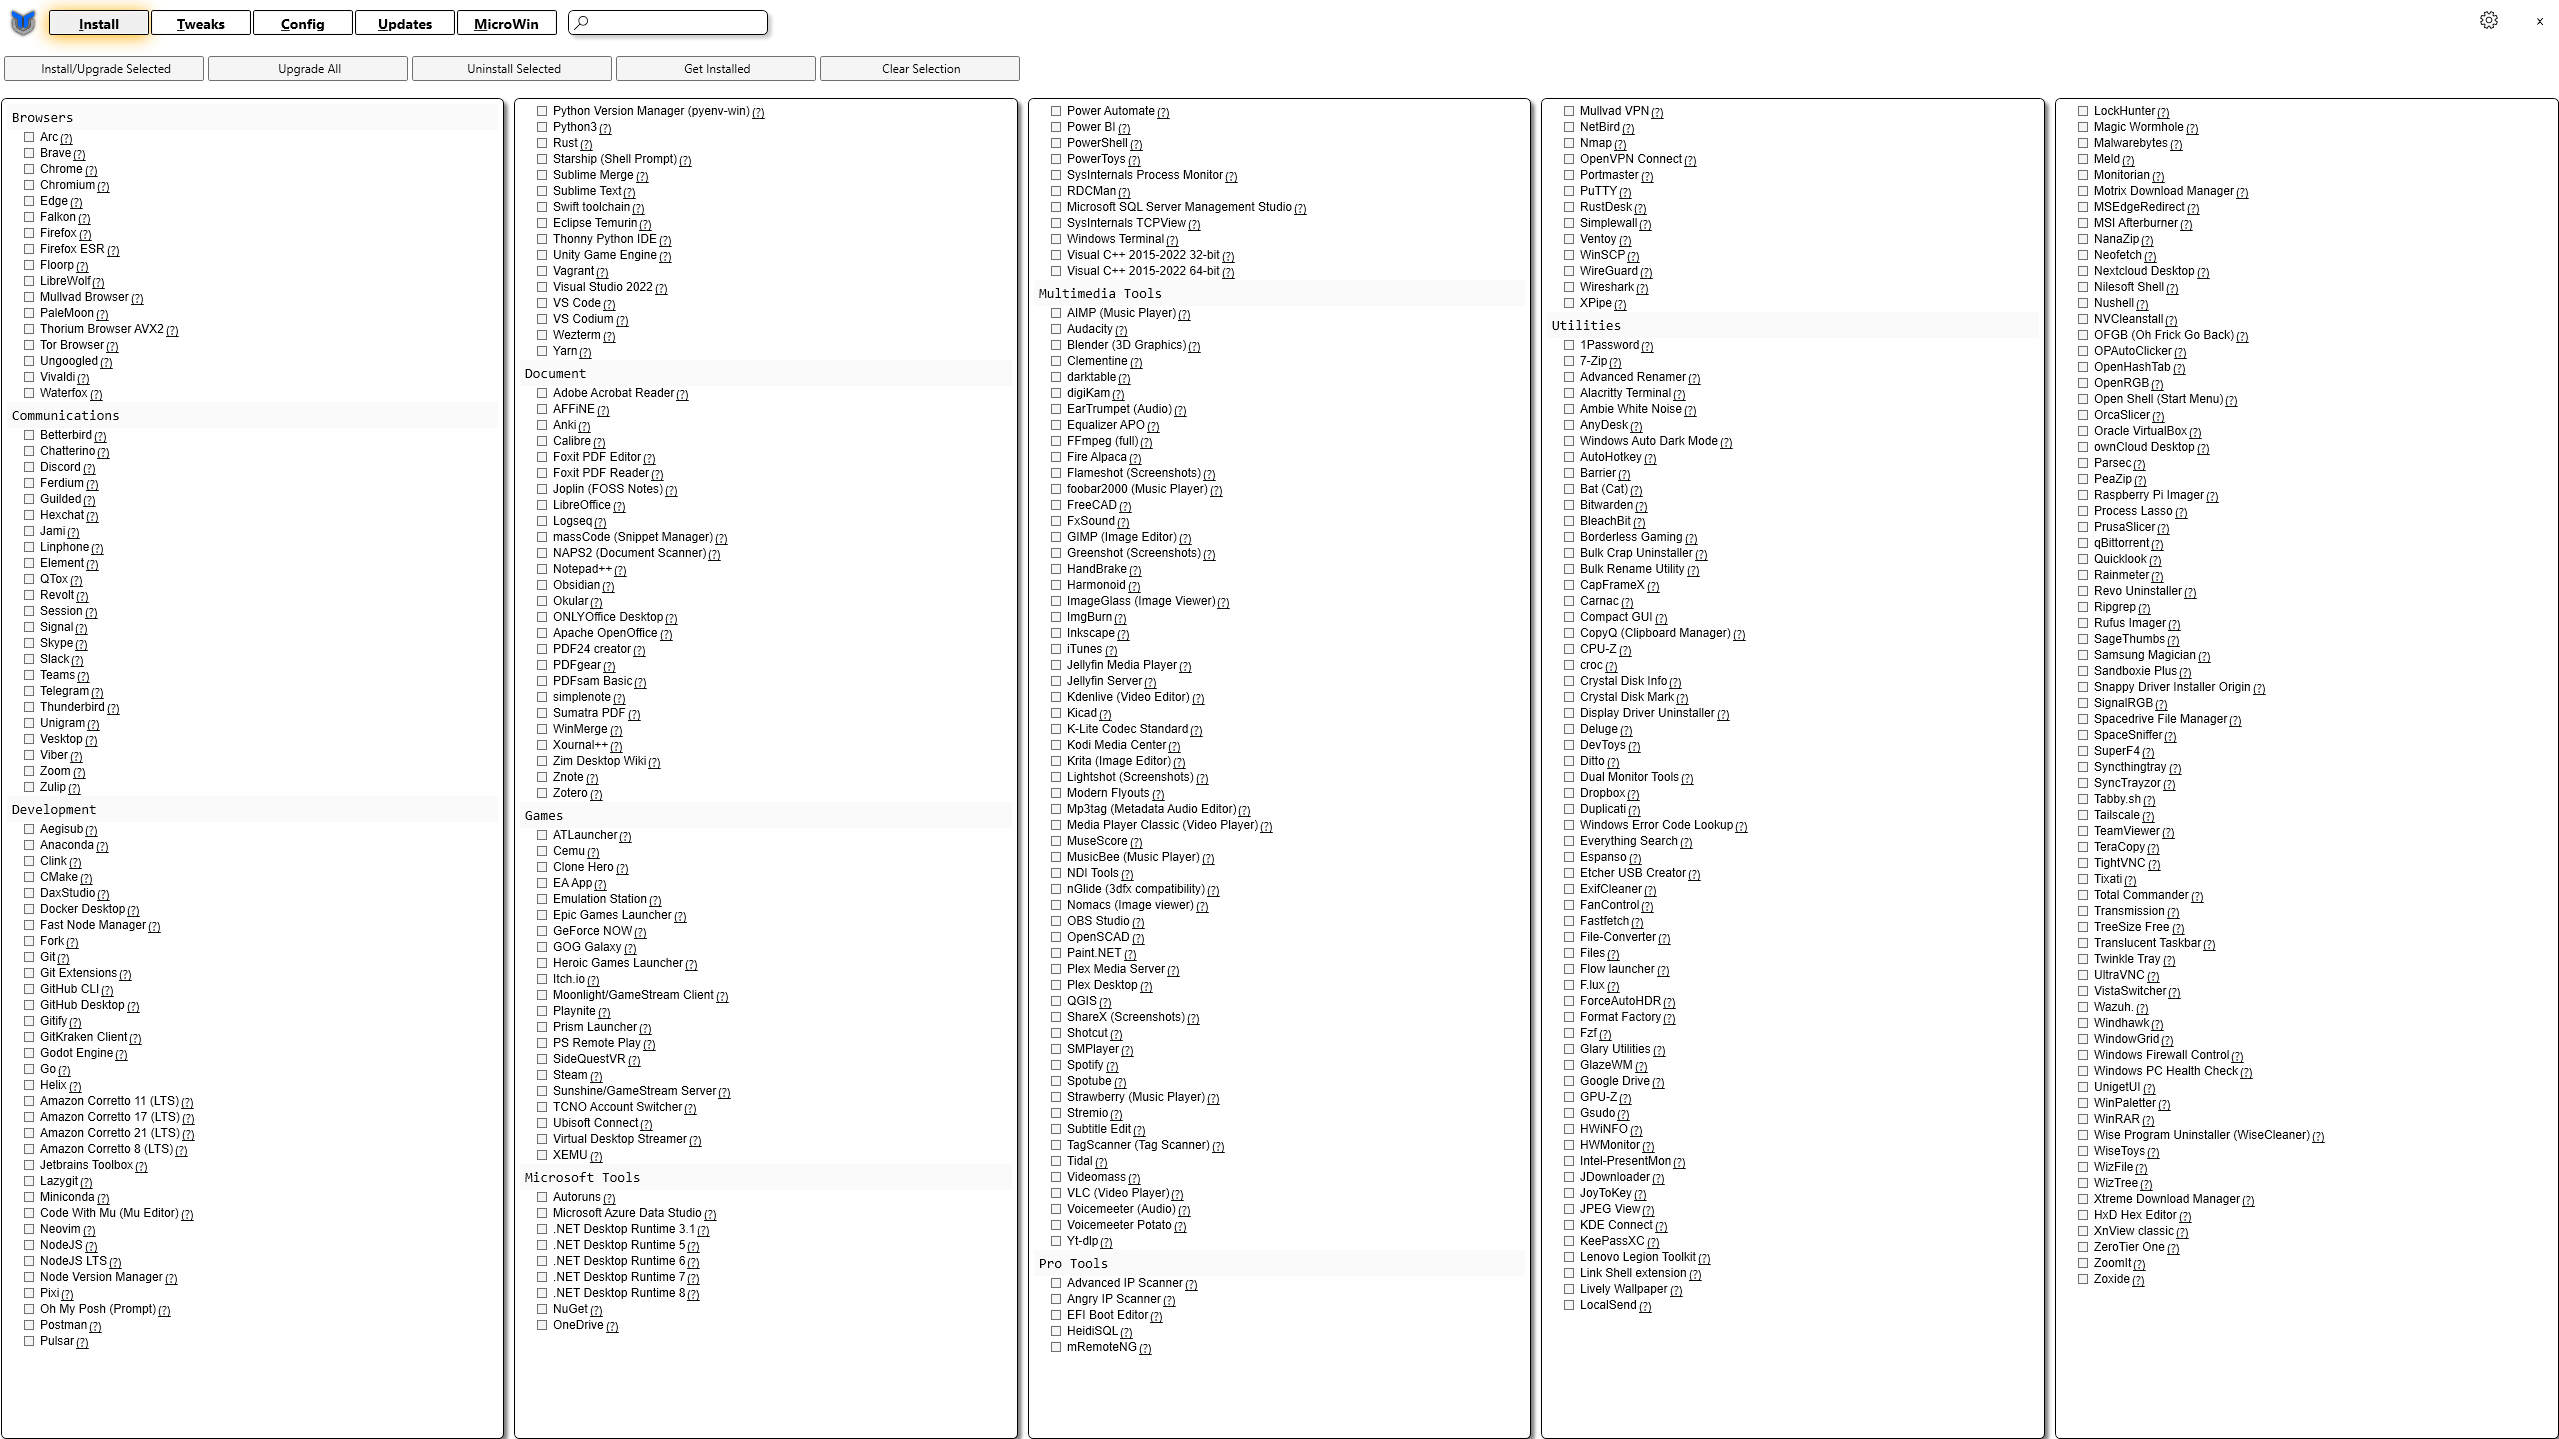 Install
Tweaks
Config
Updates
MicroWin
x
Install/Upgrade Selected
Upgrade All
Uninstall Selected
Get Installed
Clear Selection
Browsers
Arc (?)
Brave (?)
Chrome (?)
Chromium (?)
Edge (?)
Falkon (?)
Firefox (?)
Firefox ESR (?)
Floorp (?)
LibreWolf (?)
Mullvad Browser (?)
PaleMoon (?)
Thorium Browser AVX2 (?)
Tor Browser (?)
Ungoogled (?)
Vivaldi (?)
Waterfox (?)
Communications
Betterbird (?)
Chatterino (?)
Discord (?)
Ferdium (?)
Guilded (?)
Hexchat (?)
Jami (?)
Linphone (?)
Element (?)
QTox (?)
Revolt (?)
Session (?)
Signal (?)
Skype (?)
Slack (?)
Teams (?)
Telegram (?)
Thunderbird (?)
Unigram (?)
Vesktop (?)
Viber (?)
Zoom (?)
Zulip (?)
Development
Aegisub (?)
Anaconda (?)
Clink (?)
CMake (?)
DaxStudio (?)
Docker Desktop (?)
Fast Node Manager (?)
Fork (?)
Git (?)
Git Extensions (?)
GitHub CLI (?)
GitHub Desktop (?)
Gitify (?)
GitKraken Client (?)
Godot Engine (?)
Go (?)
Helix (?)
Amazon Corretto 11 (LTS) (?)
Amazon Corretto 17 (LTS) (?)
Amazon Corretto 21 (LTS) (?)
Amazon Corretto 8 (LTS) (?)
Jetbrains Toolbox (?)
Lazygit (?)
Miniconda (?)
Code With Mu (Mu Editor) (?)
Neovim (?)
NodeJS (?)
NodeJS LTS (?)
Node Version Manager (?)
Pixi (?)
Oh My Posh (Prompt) (?)
Postman (?)
Pulsar (?)
Python Version Manager (pyenv-win) (?)
Python3 (?)
Rust (?)
Starship (Shell Prompt) (?)
Sublime Merge (?)
Sublime Text (?)
Swift toolchain (?)
Eclipse Temurin (?)
Thonny Python IDE (?)
Unity Game Engine (?)
Vagrant (?)
Visual Studio 2022 (?)
VS Code (?)
VS Codium (?)
Wezterm (?)
Yarn (?)
Document
Adobe Acrobat Reader (?)
AFFiNE (?)
Anki (?)
Calibre (?)
Foxit PDF Editor (?)
Foxit PDF Reader (?)
Joplin (FOSS Notes) (?)
LibreOffice (?)
Logseq (?)
massCode (Snippet Manager) (?)
NAPS2 (Document Scanner) (?)
Notepad++ (?)
Obsidian (?)
Okular (?)
ONLYOffice Desktop (?)
Apache OpenOffice (?)
PDF24 creator (?)
PDFgear (?)
PDFsam Basic (?)
simplenote (?)
Sumatra PDF (?)
WinMerge (?)
Xournal++ (?)
Zim Desktop Wiki (?)
Znote (?)
Zotero (?)
Games
ATLauncher (?)
Cemu (?)
Clone Hero (?)
EA App (?)
Emulation Station (?)
Epic Games Launcher (?)
GeForce NOW (?)
GOG Galaxy (?)
Heroic Games Launcher (?)
Itch.io (?)
Moonlight/GameStream Client (?)
Playnite (?)
Prism Launcher (?)
PS Remote Play (?)
SideQuestVR (?)
Steam (?)
Sunshine/GameStream Server (?)
TCNO Account Switcher (?)
Ubisoft Connect (?)
Virtual Desktop Streamer (?)
XEMU (?)
Microsoft Tools
Autoruns (?)
Microsoft Azure Data Studio (?)
.NET Desktop Runtime 3.1 (?)
.NET Desktop Runtime 5 (?)
.NET Desktop Runtime 6 (?)
.NET Desktop Runtime 7 (?)
.NET Desktop Runtime 8 (?)
NuGet (?)
OneDrive (?)
Power Automate (?)
Power BI (?)
PowerShell (?)
PowerToys (?)
SysInternals Process Monitor (?)
RDCMan (?)
Microsoft SQL Server Management Studio (?)
SysInternals TCPView (?)
Windows Terminal (?)
Visual C++ 2015-2022 32-bit (?)
Visual C++ 2015-2022 64-bit (?)
Multimedia Tools
AIMP (Music Player) (?)
Audacity (?)
Blender (3D Graphics) (?)
Clementine (?)
darktable (?)
digiKam (?)
EarTrumpet (Audio) (?)
Equalizer APO (?)
FFmpeg (full) (?)
Fire Alpaca (?)
Flameshot (Screenshots) (?)
foobar2000 (Music Player) (?)
FreeCAD (?)
FxSound (?)
GIMP (Image Editor) (?)
Greenshot (Screenshots) (?)
HandBrake (?)
Harmonoid (?)
ImageGlass (Image Viewer) (?)
ImgBurn (?)
Inkscape (?)
iTunes (?)
Jellyfin Media Player (?)
Jellyfin Server (?)
Kdenlive (Video Editor) (?)
Kicad (?)
K-Lite Codec Standard (?)
Kodi Media Center (?)
Krita (Image Editor) (?)
Lightshot (Screenshots) (?)
Modern Flyouts (?)
Mp3tag (Metadata Audio Editor) (?)
Media Player Classic (Video Player) (?)
MuseScore (?)
MusicBee (Music Player) (?)
NDI Tools (?)
nGlide (3dfx compatibility) (?)
Nomacs (Image viewer) (?)
OBS Studio (?)
OpenSCAD (?)
Paint.NET (?)
Plex Media Server (?)
Plex Desktop (?)
QGIS (?)
ShareX (Screenshots) (?)
Shotcut (?)
SMPlayer (?)
Spotify (?)
Spotube (?)
Strawberry (Music Player) (?)
Stremio (?)
Subtitle Edit (?)
TagScanner (Tag Scanner) (?)
Tidal (?)
Videomass (?)
VLC (Video Player) (?)
Voicemeeter (Audio) (?)
Voicemeeter Potato (?)
Yt-dlp (?)
Pro Tools
Advanced IP Scanner (?)
Angry IP Scanner (?)
EFI Boot Editor (?)
HeidiSQL (?)
mRemoteNG (?)
Mullvad VPN (?)
NetBird (?)
Nmap (?)
OpenVPN Connect (?)
Portmaster (?)
PuTTY (?)
RustDesk (?)
Simplewall (?)
Ventoy (?)
WinSCP (?)
WireGuard (?)
Wireshark (?)
XPipe (?)
Utilities
1Password (?)
7-Zip (?)
Advanced Renamer (?)
Alacritty Terminal (?)
Ambie White Noise (?)
AnyDesk (?)
Windows Auto Dark Mode (?)
AutoHotkey (?)
Barrier (?)
Bat (Cat) (?)
Bitwarden (?)
BleachBit (?)
Borderless Gaming (?)
Bulk Crap Uninstaller (?)
Bulk Rename Utility (?)
CapFrameX (?)
Carnac (?)
Compact GUI (?)
CopyQ (Clipboard Manager) (?)
CPU-Z (?)
croc (?)
Crystal Disk Info (?)
Crystal Disk Mark (?)
Display Driver Uninstaller (?)
Deluge (?)
DevToys (?)
Ditto (?)
Dual Monitor Tools (?)
Dropbox (?)
Duplicati (?)
Windows Error Code Lookup (?)
Everything Search (?)
Espanso (?)
Etcher USB Creator (?)
ExifCleaner (?)
FanControl (?)
Fastfetch (?)
File-Converter (?)
Files (?)
Flow launcher (?)
F.lux (?)
ForceAutoHDR (?)
Format Factory (?)
Fzf (?)
Glary Utilities (?)
GlazeWM (?)
Google Drive (?)
GPU-Z (?)
Gsudo (?)
HWiNFO (?)
HWMonitor (?)
Intel-PresentMon (?)
JDownloader (?)
JoyToKey (?)
JPEG View (?)
KDE Connect (?)
KeePassXC (?)
Lenovo Legion Toolkit (?)
Link Shell extension (?)
Lively Wallpaper (?)
LocalSend (?)
LockHunter (?)
Magic Wormhole (?)
Malwarebytes (?)
Meld (?)
Monitorian (?)
Motrix Download Manager (?)
MSEdgeRedirect (?)
MSI Afterburner (?)
NanaZip (?)
Neofetch (?)
Nextcloud Desktop (?)
Nilesoft Shell (?)
Nushell (?)
NVCleanstall (?)
OFGB (Oh Frick Go Back) (?)
OPAutoClicker (?)
OpenHashTab (?)
OpenRGB (?)
Open Shell (Start Menu) (?)
OrcaSlicer (?)
Oracle VirtualBox (?)
ownCloud Desktop (?)
Parsec (?)
PeaZip (?)
Raspberry Pi Imager (?)
Process Lasso (?)
PrusaSlicer (?)
qBittorrent (?)
Quicklook (?)
Rainmeter (?)
Revo Uninstaller (?)
Ripgrep (?)
Rufus Imager (?)
SageThumbs (?)
Samsung Magician (?)
Sandboxie Plus (?)
Snappy Driver Installer Origin (?)
SignalRGB (?)
Spacedrive File Manager (?)
SpaceSniffer (?)
SuperF4 (?)
Syncthingtray (?)
SyncTrayzor (?)
Tabby.sh (?)
Tailscale (?)
TeamViewer (?)
TeraCopy (?)
TightVNC (?)
Tixati (?)
Total Commander (?)
Transmission (?)
TreeSize Free (?)
Translucent Taskbar (?)
Twinkle Tray (?)
UltraVNC (?)
VistaSwitcher (?)
Wazuh. (?)
Windhawk (?)
WindowGrid (?)
Windows Firewall Control (?)
Windows PC Health Check (?)
UnigetUI (?)
WinPaletter (?)
WinRAR (?)
Wise Program Uninstaller (WiseCleaner) (?)
WiseToys (?)
WizFile (?)
WizTree (?)
Xtreme Download Manager (?)
HxD Hex Editor (?)
XnView classic (?)
ZeroTier One (?)
ZoomIt (?)
Zoxide (?)